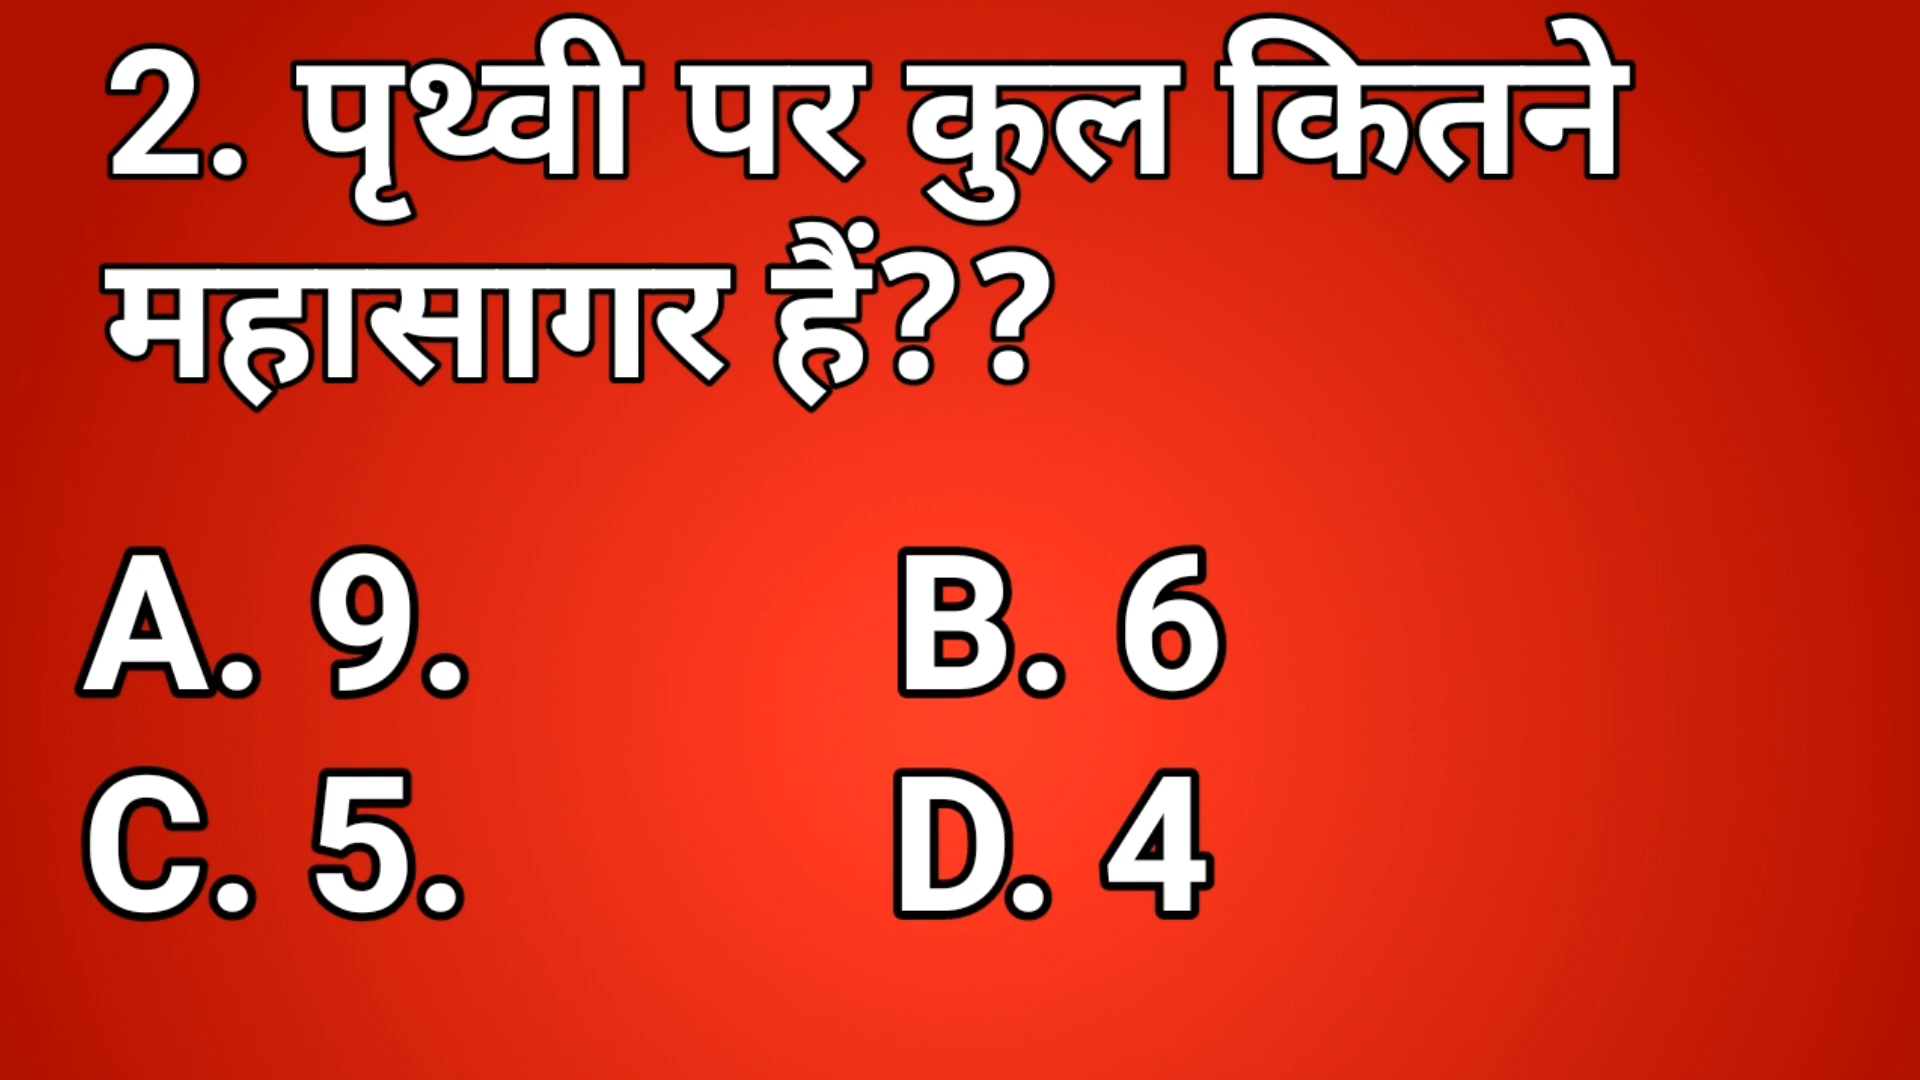 2. पृथ्वी पर कुल कितने
महासागर हैं??
A. 9. B. 6
C. 5. D. 4